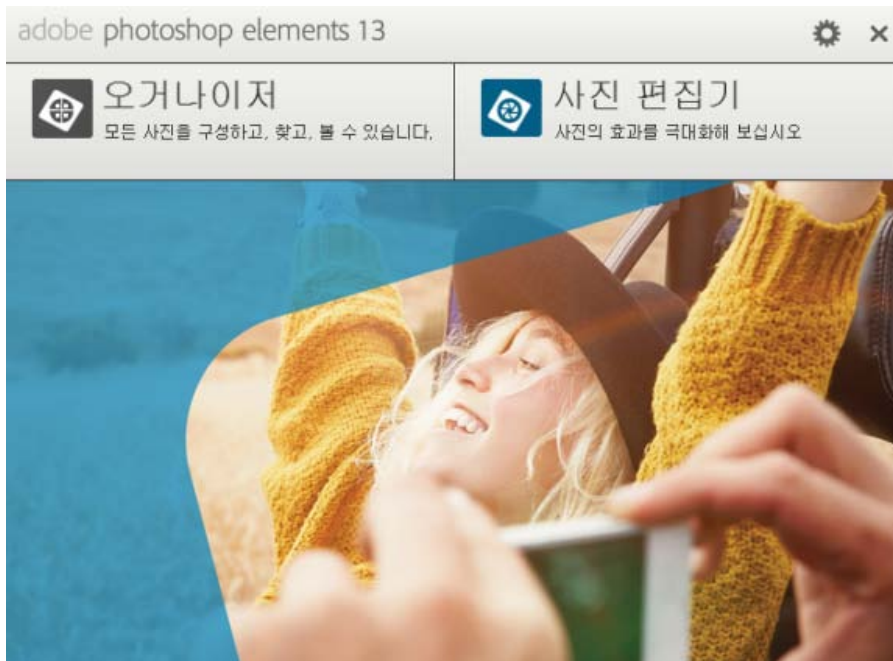 adobe photoshop elements 13
오거나이저
모든 사진을 구성하고, 찾고, 볼 수 있습니다.
사진 편집기
사진의 효과를 극대화해 보십시오